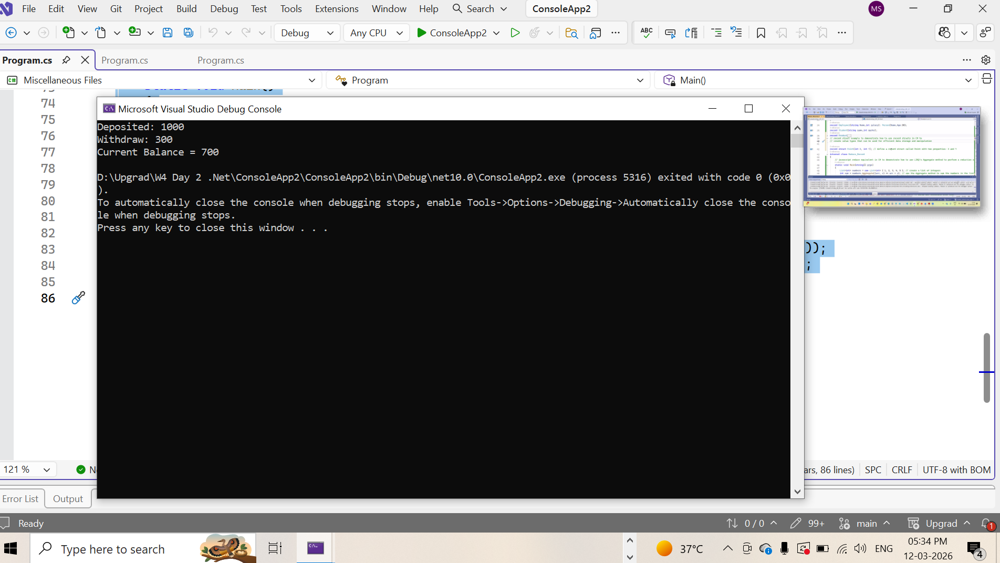 File Edit View Git Project Build Debug Test Tools Extensions Window Help Search ConsoleApp2 MS
Debug Any CPU ConsoleApp2 ABC
Program.cs Program.cs Program.cs
C# Miscellaneous Files Program Main()
74
75
76
77
78
79
80
81
82
83 ));
84 ;
85
86
Microsoft Visual Studio Debug Console
Deposited: 1000
Withdraw: 300
Current Balance = 700
D:\Upgrad\W4 Day 2 .Net\ConsoleApp2\ConsoleApp2\bin\Debug\net10.0\ConsoleApp2.exe (process 5316) exited with code 0 (0x0
).
To automatically close the console when debugging stops, enable Tools->Options->Debugging->Automatically close the conso
le when debugging stops.
Press any key to close this window . . .
121 % ars, 86 lines) SPC CRLF UTF-8 with BOM
Error List Output
Ready 0 / 0 99+ main Upgrad 1
Type here to search 37°C ENG 05:34 PM
12-03-2026 4